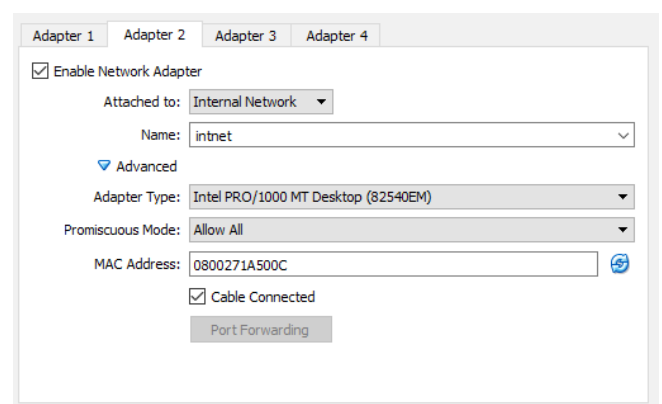 Adapter 1 Adapter 2 Adapter 3 Adapter 4
Enable Network Adapter
Attached to: Internal Network
Name: intnet
Advanced
Adapter Type: Intel PRO/1000 MT Desktop (82540EM)
Promiscuous Mode: Allow All
MAC Address: 0800271A500C
Cable Connected
Port Forwarding